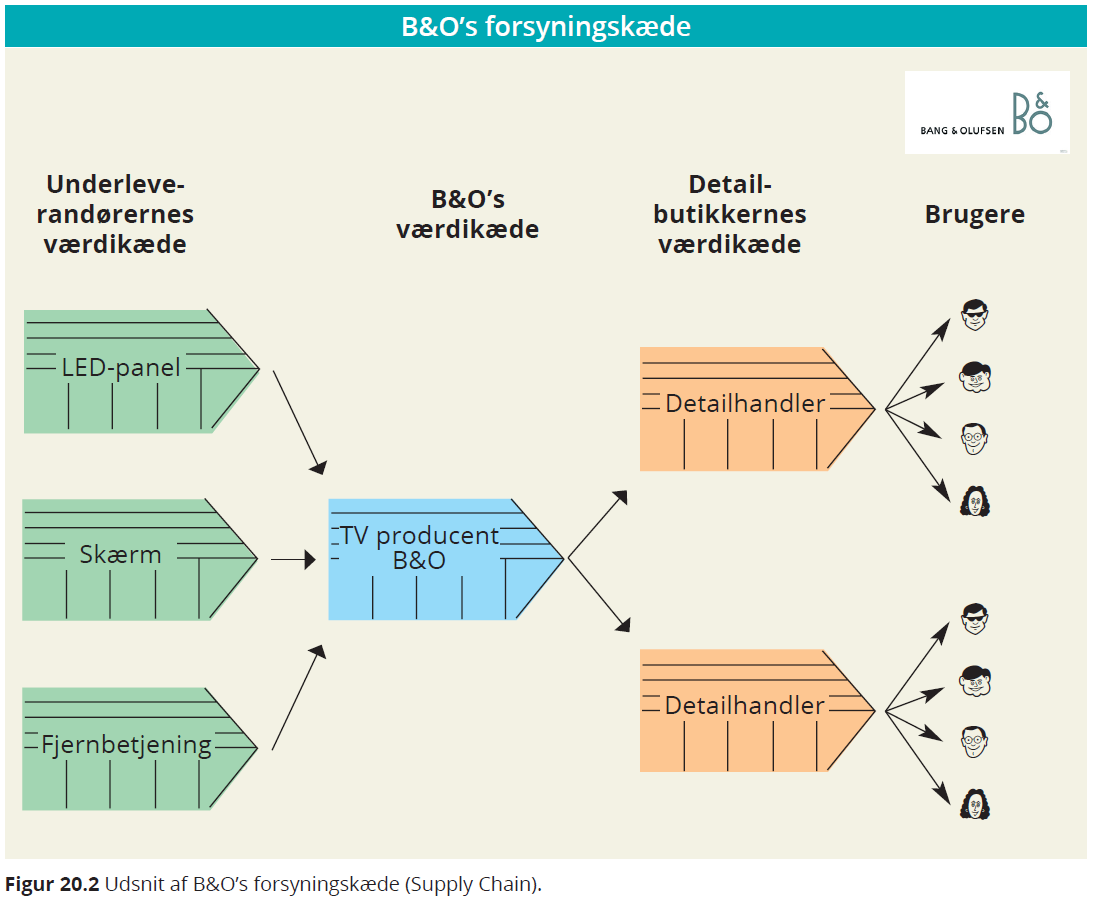 B&O’s forsyningskæde
BANG & OLUFSEN
B&O
Underleve-
randørernes
værdikæde
B&O’s
værdikæde
Detail-
butikkernes
værdikæde
Brugere
LED-panel
Skærm
Fjernbetjening
TV producent
B&O
Detailhandler
Detailhandler
Figur 20.2 Udsnit af B&O’s forsyningskæde (Supply Chain).